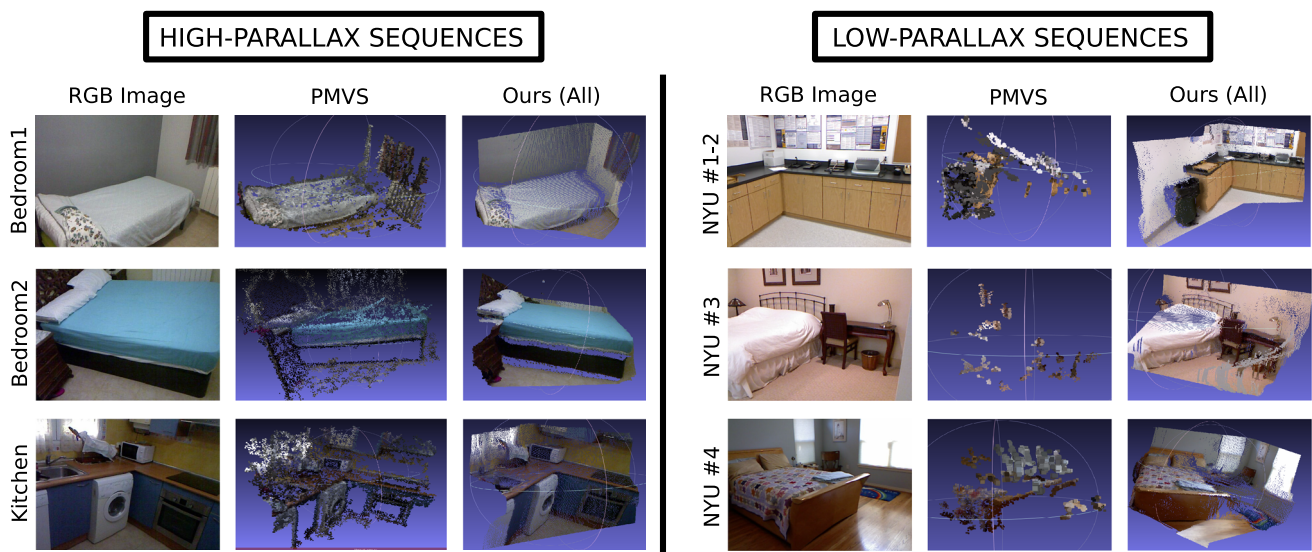 HIGH-PARALLAX SEQUENCES
RGB Image PMVS Ours (All)
Bedroom1
Bedroom2
Kitchen
LOW-PARALLAX SEQUENCES
RGB Image PMVS Ours (All)
NYU #1-2
NYU #3
NYU #4